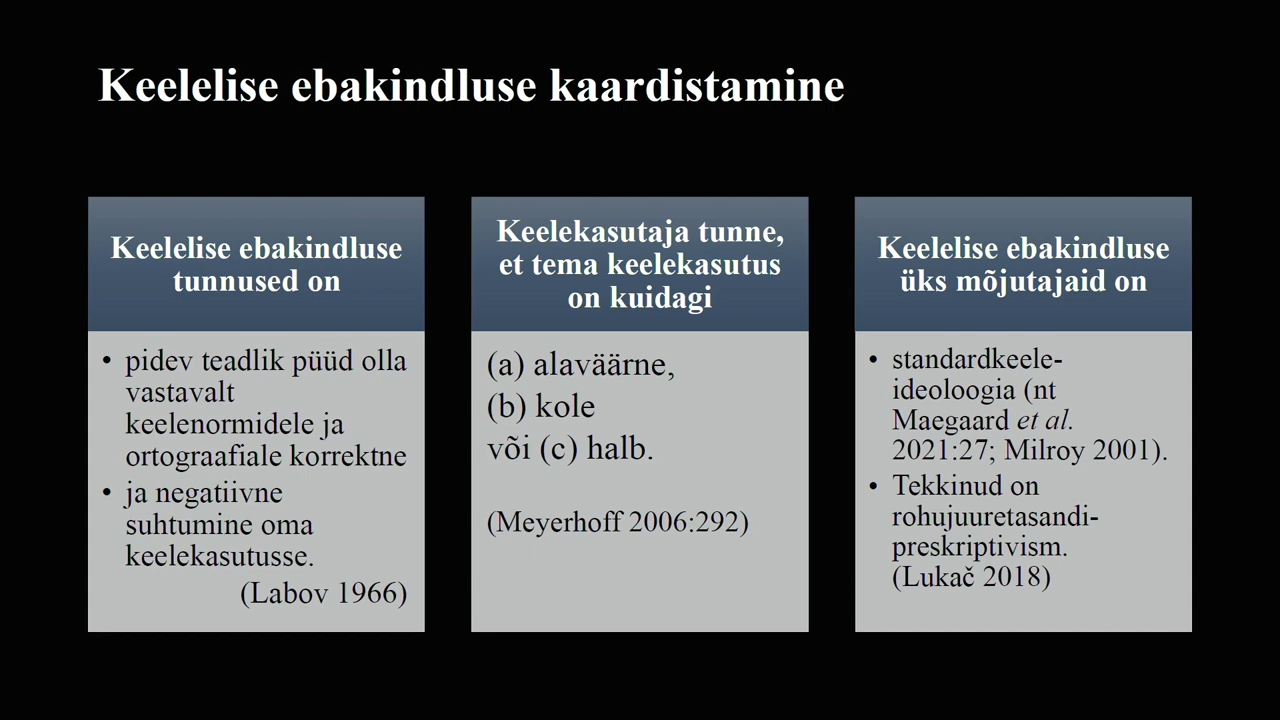 Keelelise ebakindluse kaardistamine
Keelelise ebakindluse
tunnused on
• pidev teadlik püüd olla
vastavalt
keelenormidele ja
ortograafiale korrektne
• ja negatiivne
suhtumine oma
keelekasutusse.
(Labov 1966)
Keelekasutaja tunne,
et tema keelekasutus
on kuidagi
(a) alaväärne,
(b) kole
või (c) halb.
(Meyerhoff 2006:292)
Keelelise ebakindluse
üks mõjutajaid on
• standardkeele-
ideoloogia (nt
Maegaard et al.
2021:27; Milroy 2001).
• Tekkinud on
rohujuuretasandi-
preskriptivism.
(Lukač 2018)